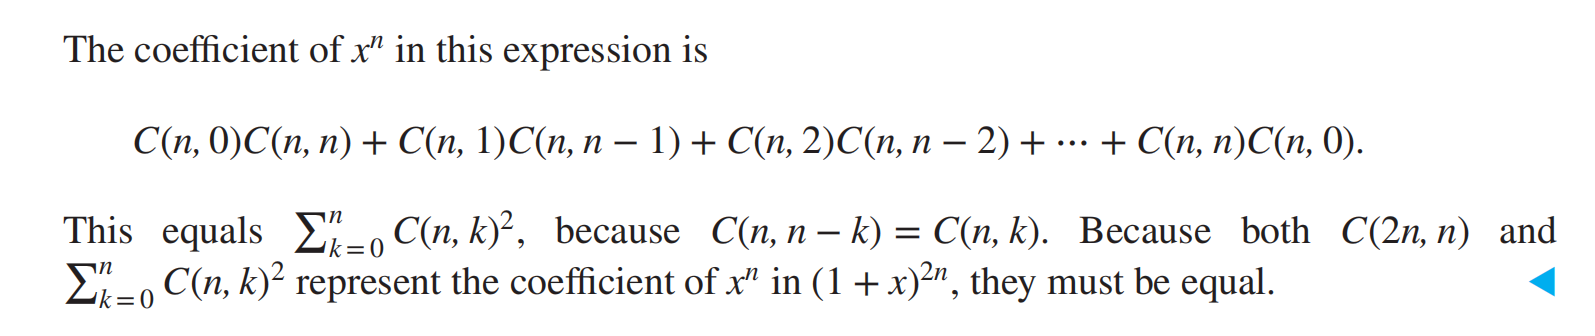 The coefficient of xⁿ in this expression is
C(n, 0)C(n, n) + C(n, 1)C(n, n − 1) + C(n, 2)C(n, n − 2) + ⋯ + C(n, n)C(n, 0).
This equals ∑ⁿₖ₌₀ C(n, k)², because C(n, n − k) = C(n, k). Because both C(2n, n) and
∑ⁿₖ₌₀ C(n, k)² represent the coefficient of xⁿ in (1 + x)²ⁿ, they must be equal.